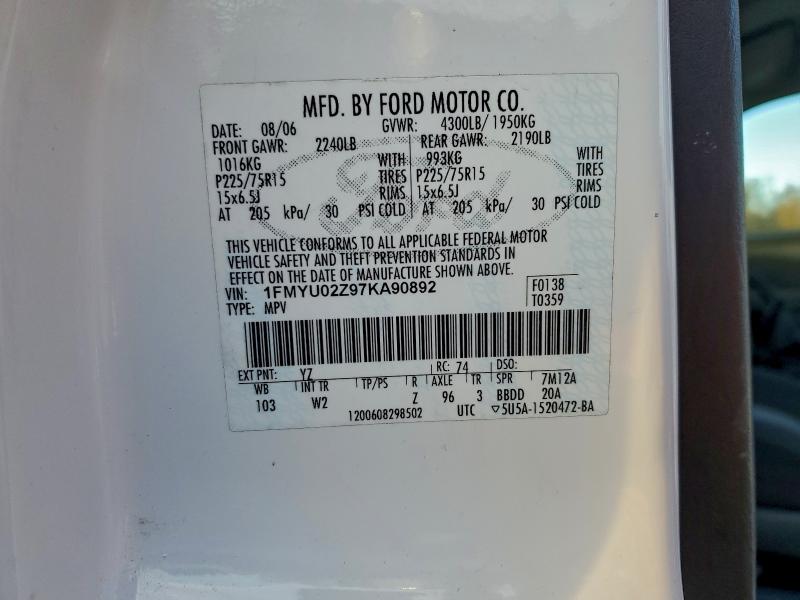 MFD. BY FORD MOTOR CO.
DATE: 08/06 GVWR: 4300LB/ 1950KG
FRONT GAWR: 2240LB REAR GAWR: 2190LB
1016KG WITH 993KG WITH
P225/75R15 TIRES P225/75R15 TIRES
15x6.5J RIMS 15x6.5J RIMS
AT 205 kPa/ 30 PSI COLD AT 205 kPa/ 30 PSI COLD
Ford
THIS VEHICLE CONFORMS TO ALL APPLICABLE FEDERAL MOTOR
VEHICLE SAFETY AND THEFT PREVENTION STANDARDS IN
EFFECT ON THE DATE OF MANUFACTURE SHOWN ABOVE.
VIN: 1FMYU02Z97KA90892 F0138
TYPE: MPV T0359
EXT PNT: YZ RC: 74 DSO:
WB INT TR TP/PS R AXLE TR SPR 7M12A
103 W2 Z 96 3 BBDD 20A
1200608298502 UTC ▽5U5A-1520472-BA